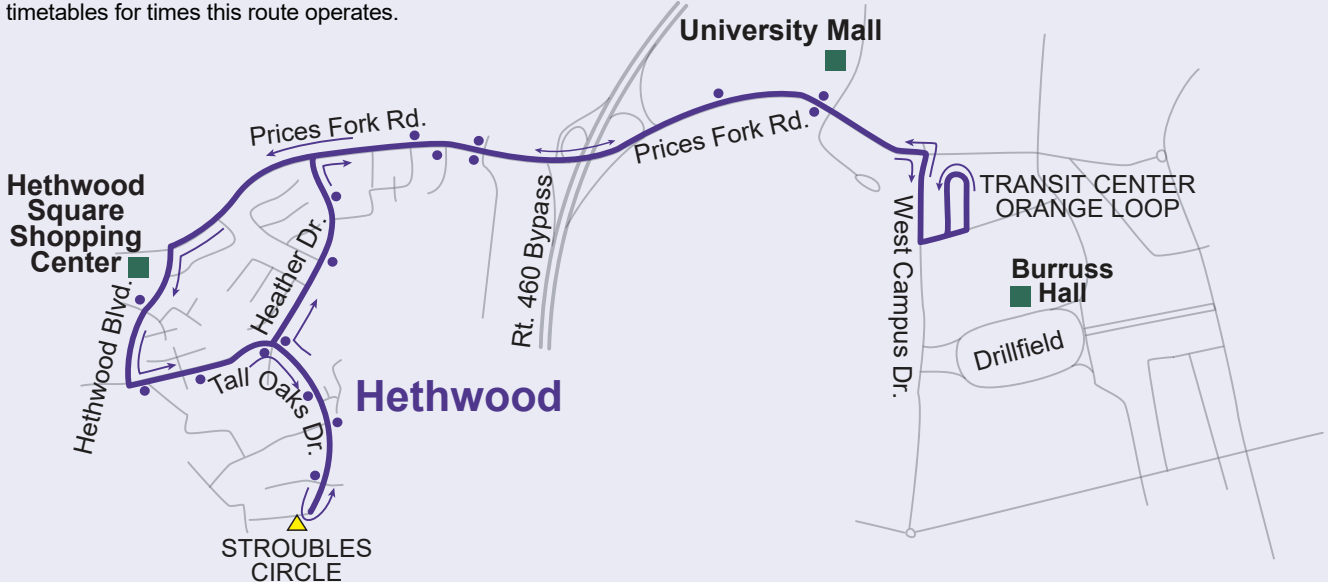 timetables for times this route operates.
University Mall
Prices Fork Rd.
Prices Fork Rd.
Hethwood
Square
Shopping
Center
TRANSIT CENTER
ORANGE LOOP
West Campus Dr.
Rt. 460 Bypass
Heather Dr.
Burruss
Hall
Hethwood Blvd.
Drillfield
Tall Oaks Dr.
Hethwood
STROUBLES
CIRCLE